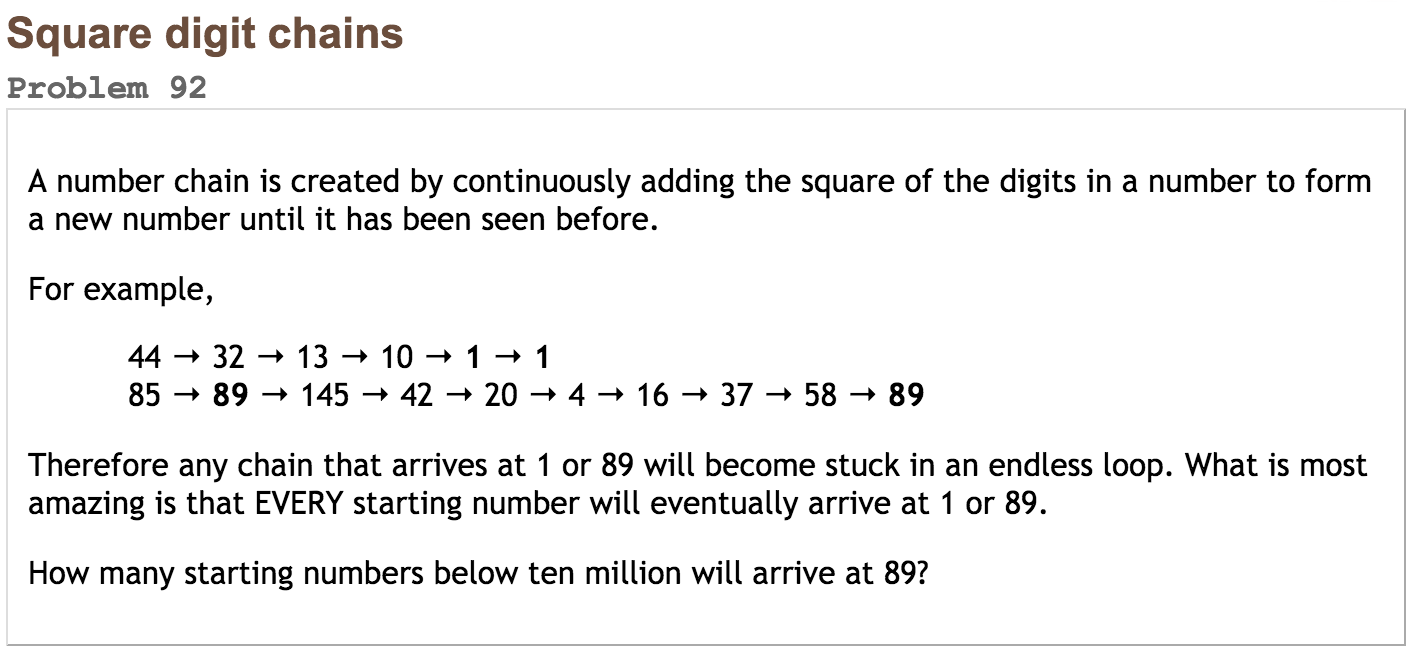 Square digit chains
Problem 92
A number chain is created by continuously adding the square of the digits in a number to form
a new number until it has been seen before.
For example,
44 → 32 → 13 → 10 → 1 → 1
85 → 89 → 145 → 42 → 20 → 4 → 16 → 37 → 58 → 89
Therefore any chain that arrives at 1 or 89 will become stuck in an endless loop. What is most
amazing is that EVERY starting number will eventually arrive at 1 or 89.
How many starting numbers below ten million will arrive at 89?